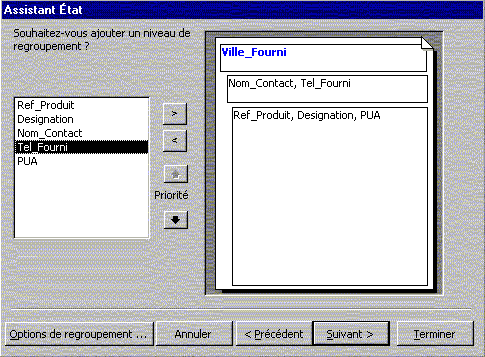 Assistant État
Souhaitez-vous ajouter un niveau de
regroupement ?
Ville_Fourni
Nom_Contact, Tel_Fourni
Ref_Produit, Designation, PUA
Ref_Produit
Designation
Nom_Contact
Tel_Fourni
PUA
>
<
Priorité
Options de regroupement ...
Annuler
< Précédent
Suivant >
Terminer